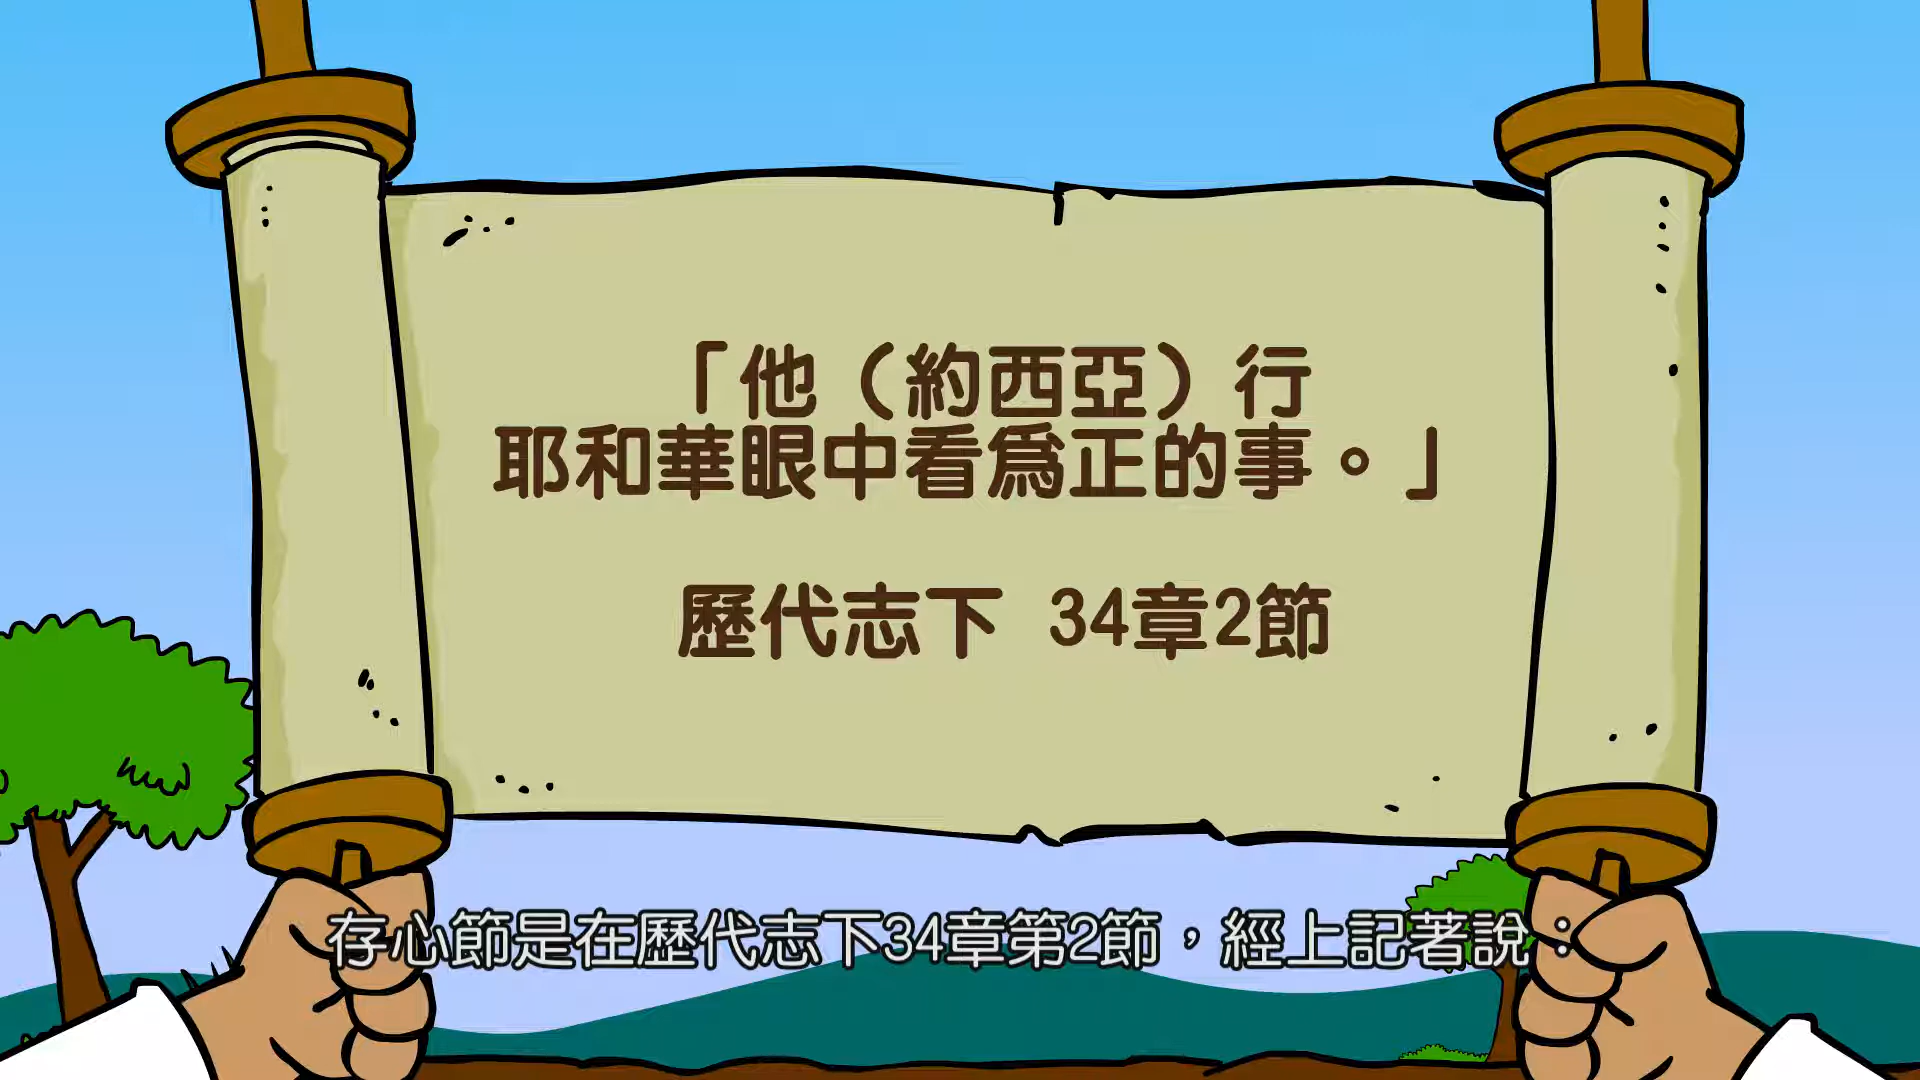 「他（約西亞）行
耶和華眼中看為正的事。」
歷代志下 34章2節
存心節是在歷代志下34章第2節，經上記著說：